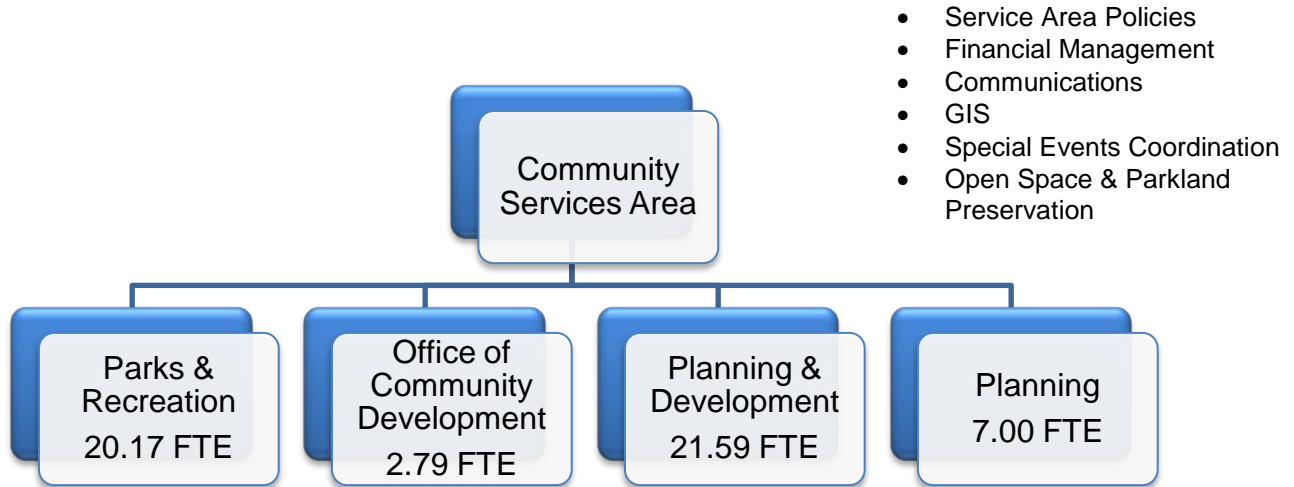 • Service Area Policies
• Financial Management
• Communications
• GIS
• Special Events Coordination
• Open Space & Parkland
Preservation
Community
Services Area
Parks &
Recreation
20.17 FTE
Office of
Community
Development
2.79 FTE
Planning &
Development
21.59 FTE
Planning
7.00 FTE